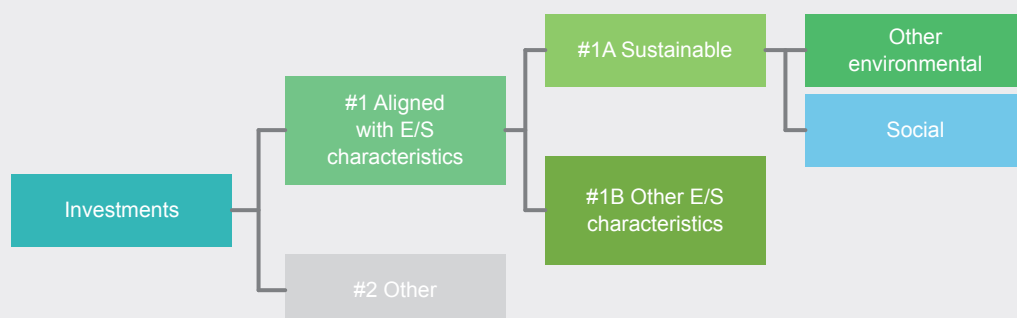 Investments
#1 Aligned
with E/S
characteristics
#2 Other
#1A Sustainable
#1B Other E/S
characteristics
Other
environmental
Social